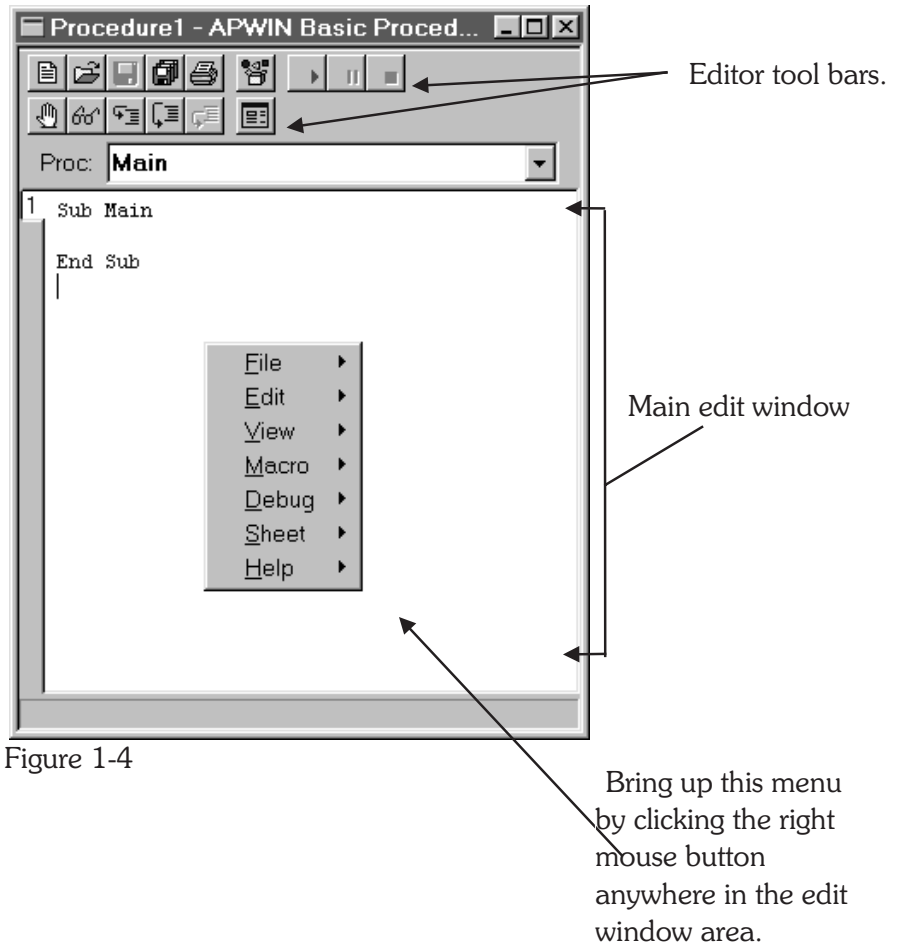 Procedure1 - APWIN Basic Proced...
Editor tool bars.
Proc: Main
1 Sub Main
End Sub
File
Edit
View
Macro
Debug
Sheet
Help
Main edit window
Figure 1-4
Bring up this menu
by clicking the right
mouse button
anywhere in the edit
window area.